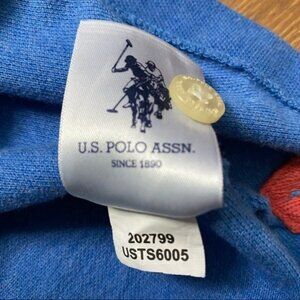 U.S. POLO ASSN.
SINCE 1890
202799
USTS6005